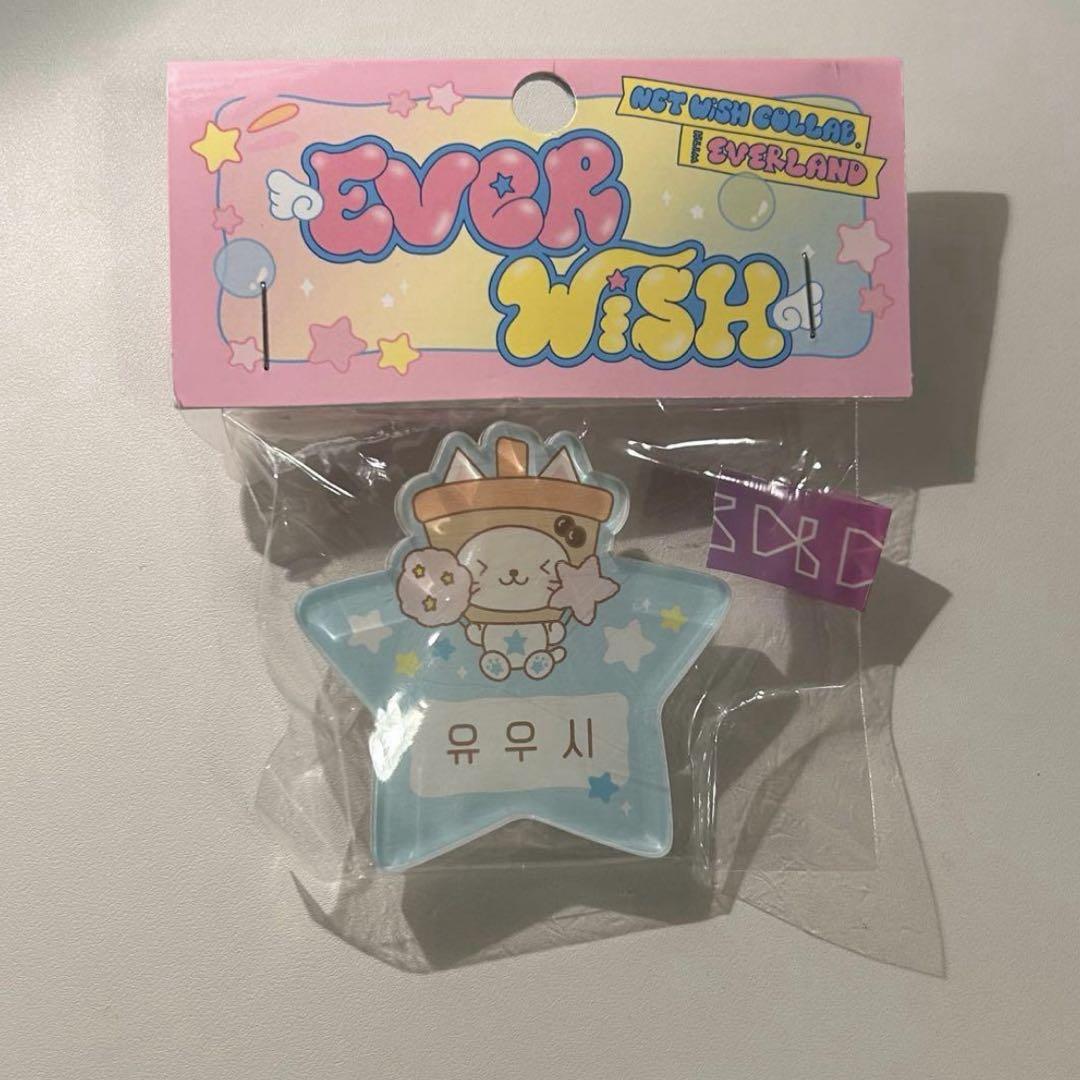 NCT WiSH COLLAB.
WITH EVERLAND
EVER
WiSH
유우시